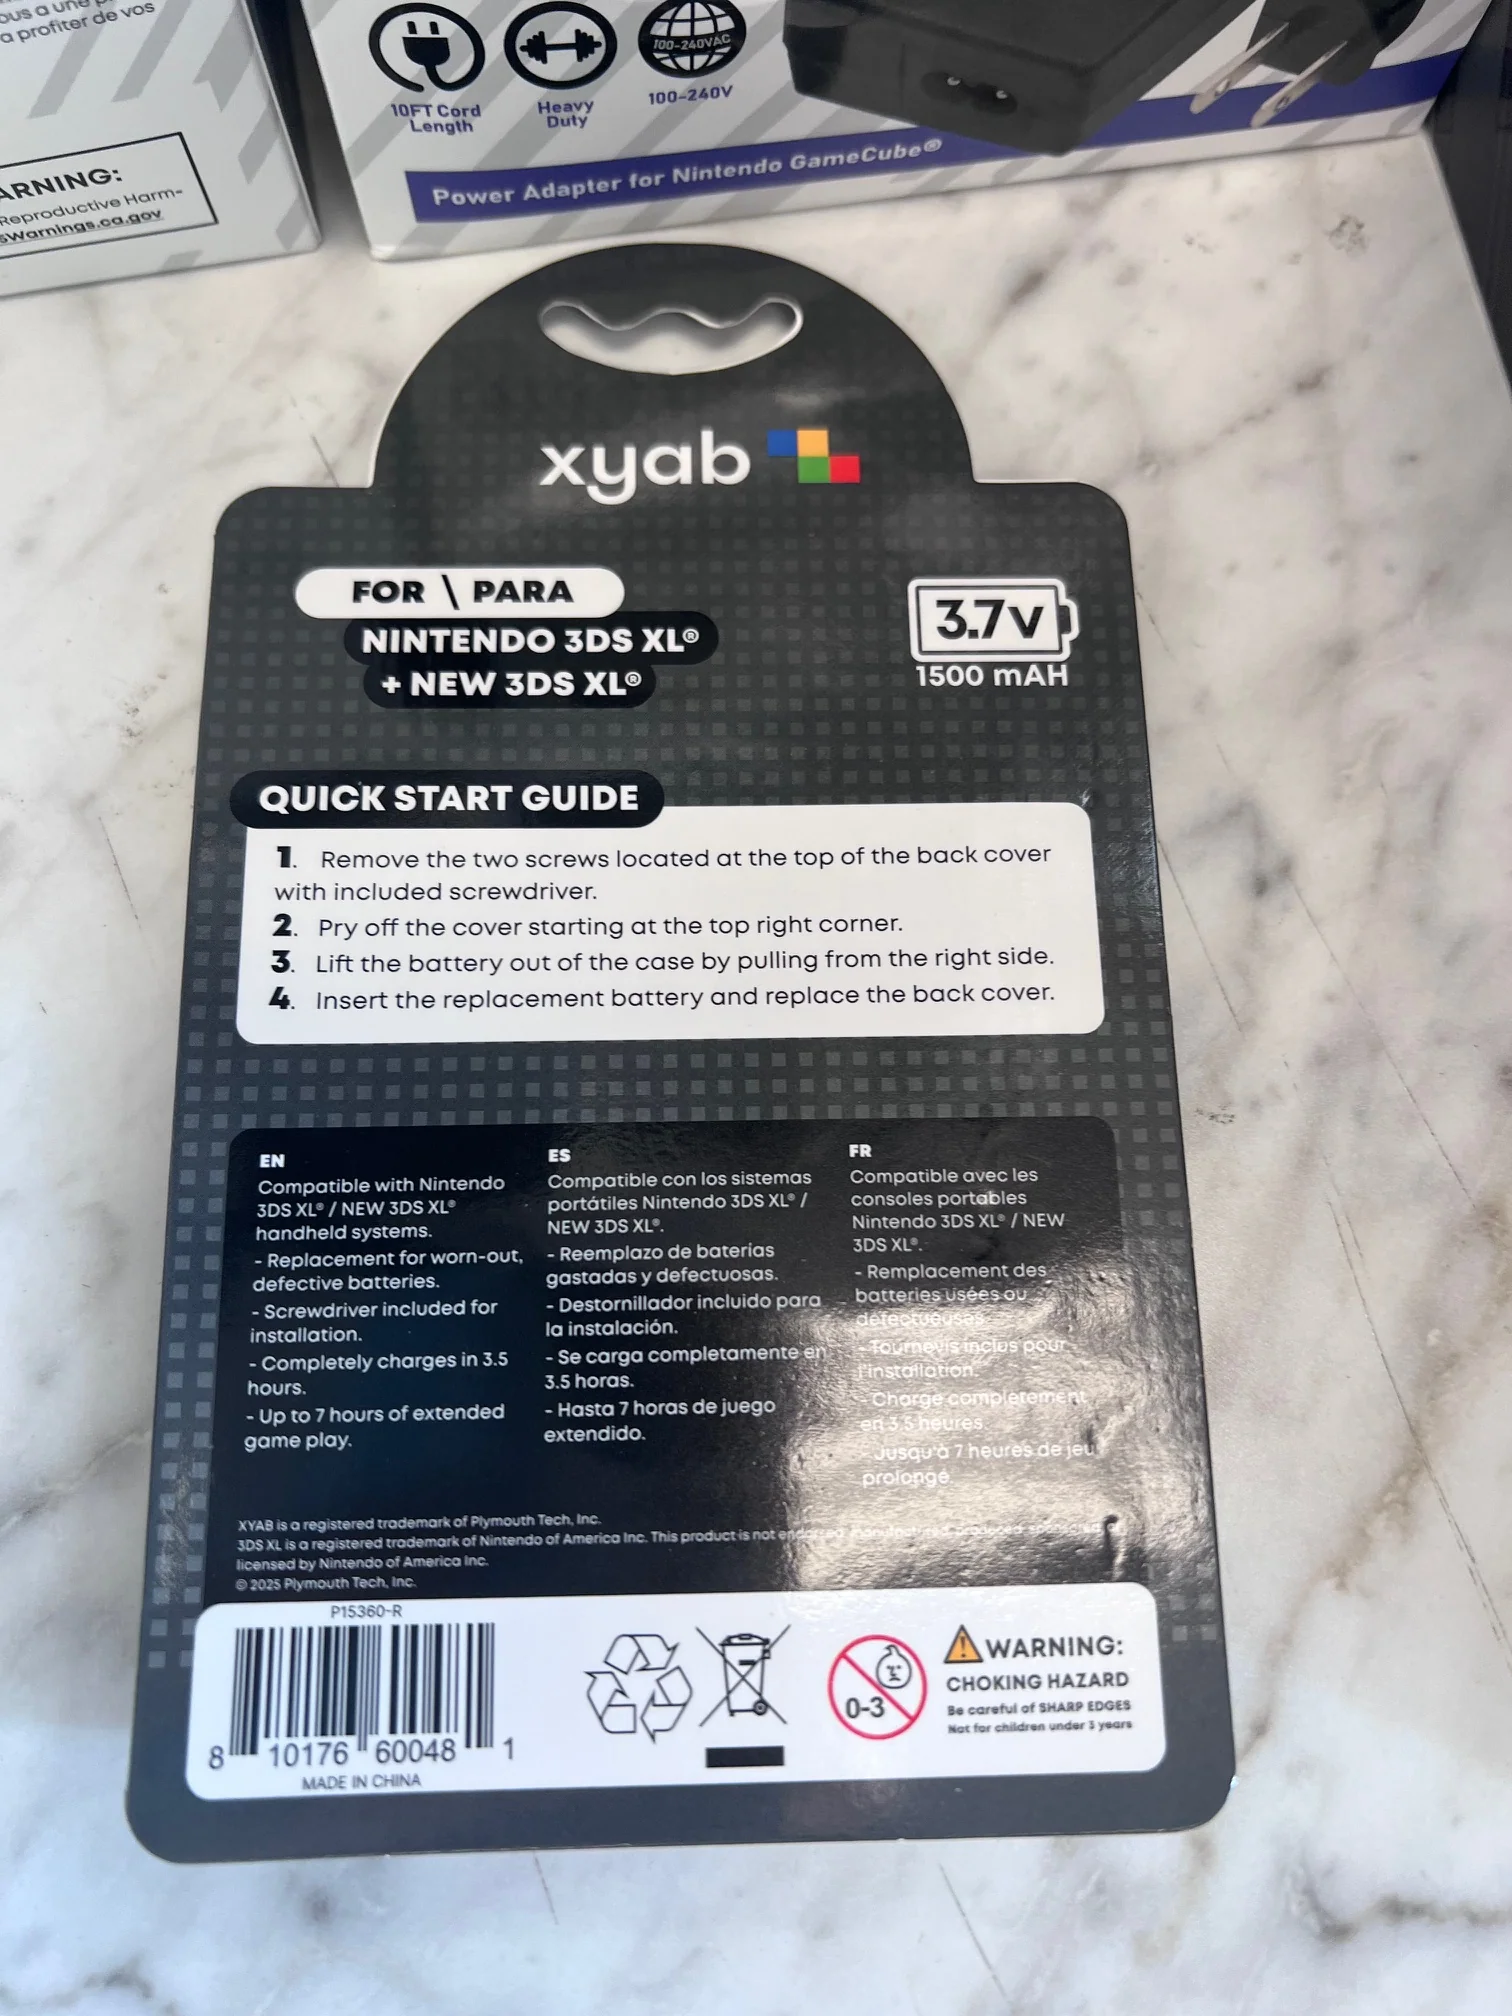 ous a une
a profiter de vos
ARNING:
Reproductive Harm-
sWarnings.ca.gov
100-240VAC
10FT Cord
Length
Heavy
Duty
100-240V
Power Adapter for Nintendo GameCube®
xyab
FOR \ PARA
NINTENDO 3DS XL®
+ NEW 3DS XL®
3.7V
1500 mAH
QUICK START GUIDE
1. Remove the two screws located at the top of the back cover
with included screwdriver.
2. Pry off the cover starting at the top right corner.
3. Lift the battery out of the case by pulling from the right side.
4. Insert the replacement battery and replace the back cover.
EN
Compatible with Nintendo
3DS XL® / NEW 3DS XL®
handheld systems.
- Replacement for worn-out,
defective batteries.
- Screwdriver included for
installation.
- Completely charges in 3.5
hours.
- Up to 7 hours of extended
game play.
ES
Compatible con los sistemas
portátiles Nintendo 3DS XL® /
NEW 3DS XL®.
- Reemplazo de baterias
gastadas y defectuosas.
- Destornillador incluido para
la instalación.
- Se carga completamente en
3.5 horas.
- Hasta 7 horas de juego
extendido.
FR
Compatible avec les
consoles portables
Nintendo 3DS XL® / NEW
3DS XL®.
- Remplacement des
batteries usées ou
défectueuses.
- Tournevis inclus pour
l'installation.
- Charge complètement
en 3.5 heures.
- Jusqu'à 7 heures de jeu
prolongé.
XYAB is a registered trademark of Plymouth Tech, Inc.
3DS XL is a registered trademark of Nintendo of America Inc. This product is not endorsed, manufactured, produced, sponsored or
licensed by Nintendo of America Inc.
© 2025 Plymouth Tech, Inc.
P15360-R
8 10176 60048 1
MADE IN CHINA
0-3
WARNING:
CHOKING HAZARD
Be careful of SHARP EDGES
Not for children under 3 years